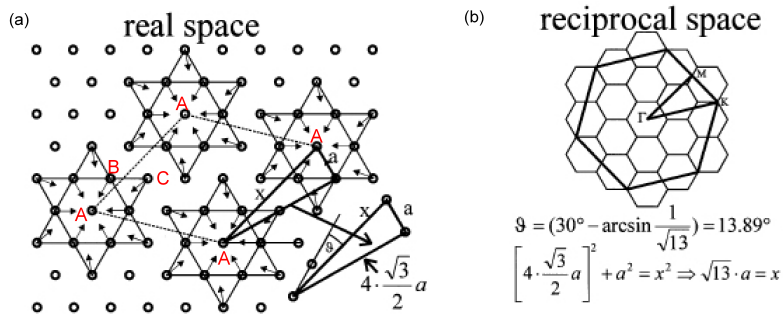 (a)
real space
A
A
a
B
C
x
A
x
a
ϑ
A
4·√3/2 a
(b)
reciprocal space
M
K
Γ
ϑ = (30° − arcsin 1/√13) = 13.89°
[4·√3/2 a]² + a² = x² ⇒ √13·a = x